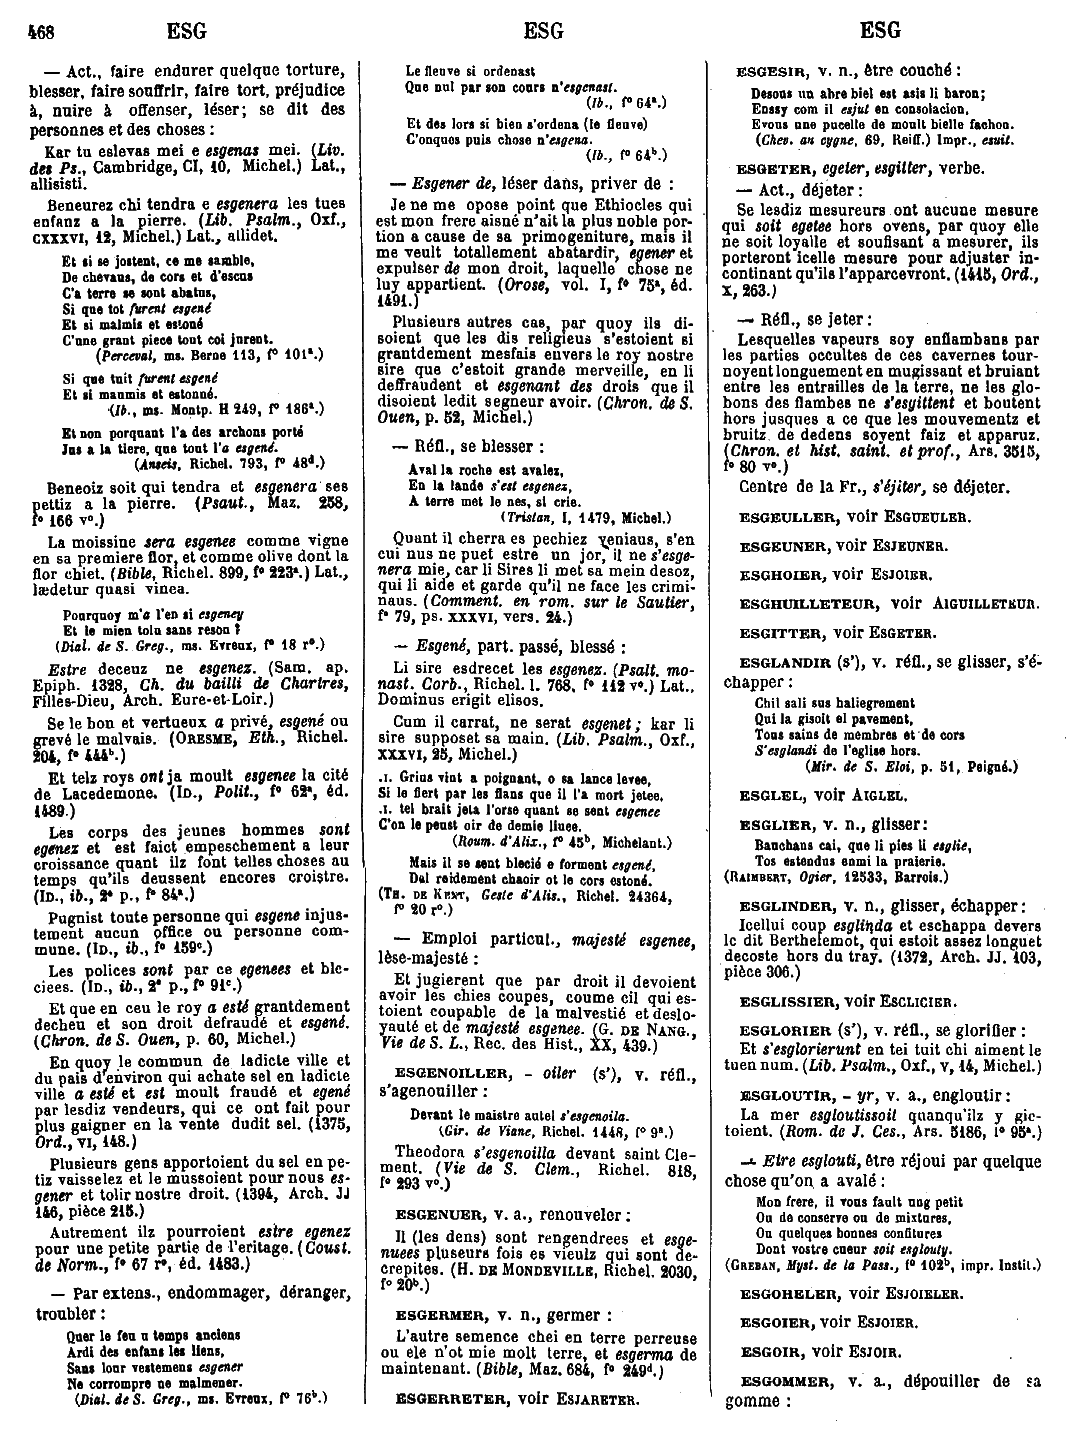 468 ESG ESG ESG
— Act., faire endurer quelque torture,
blesser, faire souffrir, faire tort, préjudice
à, nuire à offenser, léser; se dit des
personnes et des choses :
Kar tu eslevas mei e esgenas mei. (Liv.
des Ps., Cambridge, CI, 10, Michel.) Lat.,
allisisti.
Beneurez chi tendra e esgenera les tues
enfanz a la pierre. (Lib. Psalm., Oxf.,
CXXXVI, 12, Michel.) Lat., allidet.
Et si se jostent, ce me samble,
De chevaus, de cors et d'escus
C'a terre se sont abatus,
Si que tot furent esgené
Et si malmis et estoné
C'une grant piece tout coi jurent.
(Perceval, ms. Berne 113, f° 101ᵃ.)
Si que tuit furent esgené
Et si maumis et estonné.
(Ib., ms. Montp. H 249, f° 186ᵃ.)
Et non porquant l'a des archons porté
Jus a la tiere, que tout l'a esgené.
(Anseis, Richel. 793, f° 48ᵈ.)
Beneoiz soit qui tendra et esgenera ses
pettiz a la pierre. (Psaut., Maz. 258,
f° 166 v°.)
La moissine sera esgenee comme vigne
en sa premiere flor, et comme olive dont la
flor chiet. (Bible, Richel. 899, f° 223ᵃ.) Lat.,
lædetur quasi vinea.
Pourquoy m'a l'en si esgeney
Et le mien tolu sans reson ?
(Dial. de S. Greg., ms. Evreux, f° 18 r°.)
Estre deceuz ne esgenez. (Sam. ap.
Epiph. 1328, Ch. du bailli de Chartres,
Filles-Dieu, Arch. Eure-et-Loir.)
Se le bon et vertueux a privé, esgené ou
grevé le malvais. (ORESME, Eth., Richel.
204, f° 444ᵇ.)
Et telz roys ont ja moult esgenee la cité
de Lacedemone. (ID., Polit., f° 62ᵃ, éd.
1489.)
Les corps des jeunes hommes sont
egenez et est faict empeschement a leur
croissance quant ilz font telles choses au
temps qu'ils deussent encores croistre.
(ID., ib., 2ᵉ p., f° 84ᵃ.)
Pugnist toute personne qui esgene injus-
tement aucun office ou personne com-
mune. (ID., ib., f° 159ᶜ.)
Les polices sont par ce egenees et ble-
ciees. (ID., ib., 2ᵉ p., f° 91ᶜ.)
Et que en ceu le roy a esté grantdement
decheu et son droit defraudé et esgené.
(Chron. de S. Ouen, p. 60, Michel.)
En quoy le commun de ladicte ville et
du pais d'environ qui achate sel en ladicte
ville a esté et est moult fraudé et egené
par lesdiz vendeurs, qui ce ont fait pour
plus gaigner en la vente dudit sel. (1375,
Ord., VI, 148.)
Plusieurs gens apportoient du sel en pe-
tiz vaisselez et le mussoient pour nous es-
gener et tolir nostre droit. (1394, Arch. JJ
146, pièce 215.)
Autrement ilz pourroient estre egenez
pour une petite partie de l'eritage. (Coust.
de Norm., f° 67 r°, éd. 1483.)
— Par extens., endommager, déranger,
troubler :
Quer le feu u temps anciens
Ardi des enfans les liens,
Sans lour vestemens esgener
Ne corrompre ne malmener.
(Dial. de S. Greg., ms. Evreux, f° 76ᵇ.)
Le fleuve si ordenast
Que nul par son cours n'esgenast.
(Ib., f° 64ᵃ.)
Et des lors si bien s'ordena (le fleuve)
C'onques puis chose n'esgena.
(Ib., f° 64ᵇ.)
— Esgener de, léser dans, priver de :
Je ne me opose point que Ethiocles qui
est mon frere aisné n'ait la plus noble por-
tion a cause de sa primogeniture, mais il
me veult totallement abatardir, egener et
expulser de mon droit, laquelle chose ne
luy appartient. (Orose, vol. I, f° 75ᵃ, éd.
1491.)
Plusieurs autres cas, par quoy ils di-
soient que les dis religieus s'estoient si
grantdement mesfais envers le roy nostre
sire que c'estoit grande merveille, en li
deffraudent et esgenant des drois que il
disoient ledit segneur avoir. (Chron. de S.
Ouen, p. 52, Michel.)
— Réfl., se blesser :
Aval la roche est avalez,
En la lande s'est esgenez,
A terre met le nes, si crie.
(Tristan, I, 1479, Michel.)
Quant il cherra es pechiez veniaus, s'en
cui nus ne puet estre un jor, il ne s'esge-
nera mie, car li Sires li met sa mein desoz,
qui li aide et garde qu'il ne face les crimi-
naus. (Comment. en rom. sur le Sautier,
f° 79, ps. XXXVI, vers. 24.)
— Esgené, part. passé, blessé :
Li sire esdrecet les esgenez. (Psalt. mo-
nast. Corb., Richel. l. 768, f° 112 v°.) Lat.,
Dominus erigit elisos.
Cum il carrat, ne serat esgenet ; kar li
sire supposet sa main. (Lib. Psalm., Oxf.,
XXXVI, 25, Michel.)
.I. Grius vint a poignant, o sa lance levee,
Si le fiert par les flans que il l'a mort jetee,
.I. tel brait jeta l'orse quant se sent esgenee
C'on le peust oir de demie liuee.
(Roum. d'Alix., f° 45ᵇ, Michelant.)
Mais il se sent blecié e forment esgené,
Dul reidement chaoir ot le cors estoné.
(TH. DE KENT, Geste d'Alis., Richel. 24364,
f° 20 r°.)
— Emploi particul., majesté esgenee,
lèse-majesté :
Et jugierent que par droit il devoient
avoir les chies coupes, coume cil qui es-
toient coupable de la malvestié et deslo-
yauté et de majesté esgenee. (G. DE NANG.,
Vie de S. L., Rec. des Hist., XX, 439.)
ESGENOILLER, - oiler (s'), v. réfl.,
s'agenouiller :
Devant le maistre autel s'esgenoila.
(Gir. de Viane, Richel. 1448, f° 9ᵃ.)
Theodora s'esgenoilla devant saint Cle-
ment. (Vie de S. Clem., Richel. 818,
f° 293 v°.)
ESGENUER, v. a., renouveler :
Il (les dens) sont rengendrees et esge-
nuees pluseurs fois es vieulz qui sont de-
crepites. (H. DE MONDEVILLE, Richel. 2030,
f° 20ᵇ.)
ESGERMER, v. n., germer :
L'autre semence chei en terre perreuse
ou ele n'ot mie molt terre, et esgerma de
maintenant. (Bible, Maz. 684, f° 249ᵈ.)
ESGERRETER, voir ESJARETER.
ESGESIR, v. n., être couché :
Desous un abre biel est asis li baron;
Enssy com il esjut en consolacion,
Evous une pucelle de moult bielle fachon.
(Chev. au cygne, 69, Reiff.) Impr., esuit.
ESGETER, egeter, esgitter, verbe.
— Act., déjeter :
Se lesdiz mesureurs ont aucune mesure
qui soit egetee hors ovens, par quoy elle
ne soit loyalle et soufisant a mesurer, ils
porteront icelle mesure pour adjuster in-
continant qu'ils l'apparcevront. (1415, Ord.,
X, 263.)
— Réfl., se jeter :
Lesquelles vapeurs soy enflambans par
les parties occultes de ces cavernes tour-
noyent longuement en mugissant et bruiant
entre les entrailles de la terre, ne les glo-
bons des flambes ne s'esgittent et boutent
hors jusques a ce que les mouvementz et
bruitz de dedens soyent faiz et apparuz.
(Chron. et hist. saint. et prof., Ars. 3515,
f° 80 v°.)
Centre de la Fr., s'éjiter, se déjeter.
ESGEULLER, voir ESGUEULER.
ESGEUNER, voir ESJEUNER.
ESGHOIER, voir ESJOIER.
ESGHUILLETEUR, voir AIGUILLETEUR.
ESGITTER, voir ESGETER.
ESGLANDIR (s'), v. réfl., se glisser, s'é-
chapper :
Chil sali sus haliegrement
Qui la gisoit el pavement,
Tous sains de membres et de cors
S'esglandi de l'eglise hors.
(Mir. de S. Eloi, p. 51, Peigné.)
ESGLEL, voir AIGLEL.
ESGLIER, v. n., glisser :
Bauchans cai, que li pies li esglie,
Tos estendus enmi la praierie.
(RAIMBERT, Ogier, 12533, Barrois.)
ESGLINDER, v. n., glisser, échapper :
Icellui coup esglinda et eschappa devers
le dit Berthelemot, qui estoit assez longuet
decoste hors du tray. (1372, Arch. JJ. 103,
pièce 306.)
ESGLISSIER, voir ESCLICIER.
ESGLORIER (s'), v. réfl., se glorifier :
Et s'esglorierunt en tei tuit chi aiment le
tuen num. (Lib. Psalm., Oxf., V, 14, Michel.)
ESGLOUTIR, - yr, v. a., engloutir :
La mer esgloutissoit quanqu'ilz y gic-
toient. (Rom. de J. Ces., Ars. 5186, f° 95ᵃ.)
— Etre esglouti, être réjoui par quelque
chose qu'on a avalé :
Mon frere, il vous fault ung petit
Ou de conserve ou de mixtures,
Ou quelques bonnes confitures
Dont vostre cueur soit esglouty.
(GREBAN, Myst. de la Pass., f° 102ᵇ, impr. Instit.)
ESGOHELER, voir ESJOIELER.
ESGOIER, voir ESJOIER.
ESGOIR, voir ESJOIR.
ESGOMMER, v. a., dépouiller de sa
gomme :